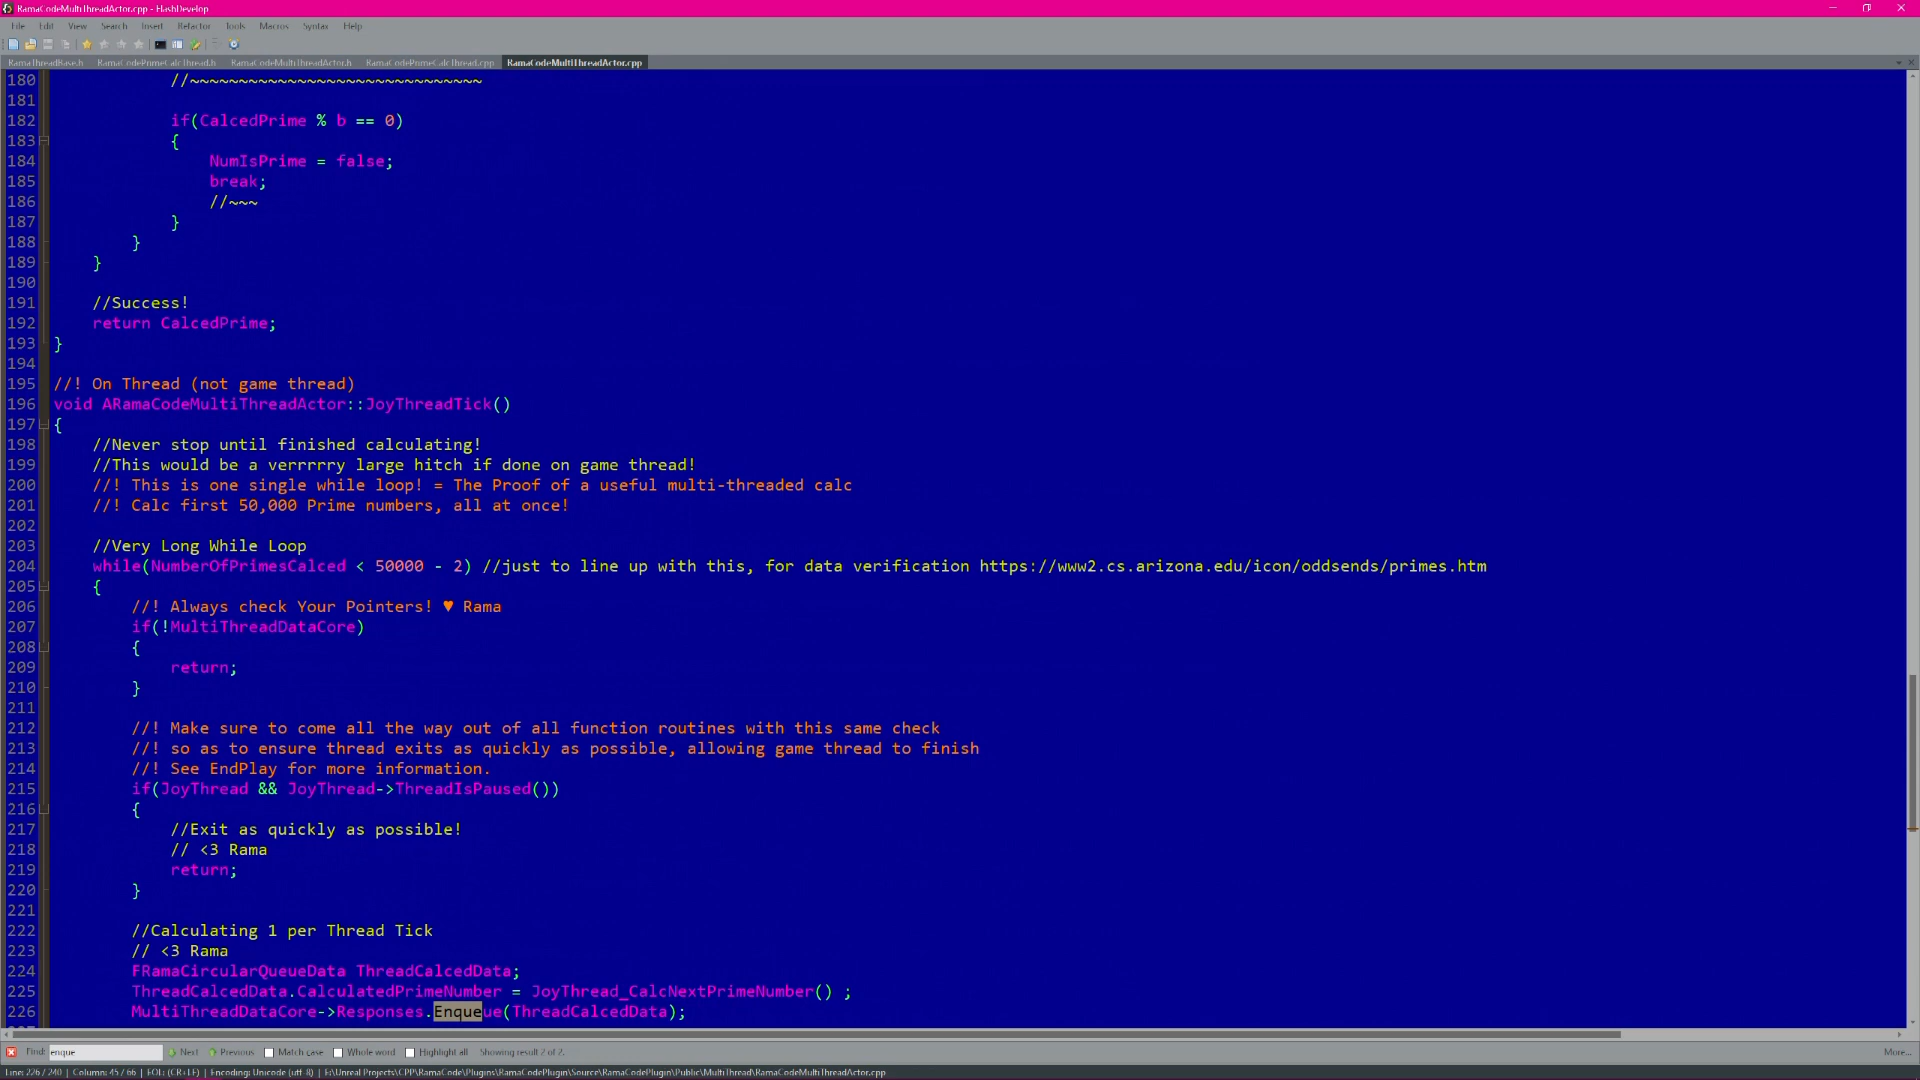 RamaCodeMultiThreadActor.cpp - FlashDevelop
File Edit View Search Insert Refactor Tools Macros Syntax Help
RamaThreadBase.h RamaCodePrimeCalcThread.h RamaCodeMultiThreadActor.h RamaCodePrimeCalcThread.cpp RamaCodeMultiThreadActor.cpp
180 //~~~~~~~~~~~~~~~~~~~~~~~~~~~~~~
181
182 if(CalcedPrime % b == 0)
183 {
184 NumIsPrime = false;
185 break;
186 //~~~
187 }
188 }
189 }
190
191 //Success!
192 return CalcedPrime;
193 }
194
195 //! On Thread (not game thread)
196 void ARamaCodeMultiThreadActor::JoyThreadTick()
197 {
198 //Never stop until finished calculating!
199 //This would be a verrrrry large hitch if done on game thread!
200 //! This is one single while loop! = The Proof of a useful multi-threaded calc
201 //! Calc first 50,000 Prime numbers, all at once!
202
203 //Very Long While Loop
204 while(NumberOfPrimesCalced < 50000 - 2) //just to line up with this, for data verification https://www2.cs.arizona.edu/icon/oddsends/primes.htm
205 {
206 //! Always check Your Pointers! ♥ Rama
207 if(!MultiThreadDataCore)
208 {
209 return;
210 }
211
212 //! Make sure to come all the way out of all function routines with this same check
213 //! so as to ensure thread exits as quickly as possible, allowing game thread to finish
214 //! See EndPlay for more information.
215 if(JoyThread && JoyThread->ThreadIsPaused())
216 {
217 //Exit as quickly as possible!
218 // <3 Rama
219 return;
220 }
221
222 //Calculating 1 per Thread Tick
223 // <3 Rama
224 FRamaCircularQueueData ThreadCalcedData;
225 ThreadCalcedData.CalculatedPrimeNumber = JoyThread_CalcNextPrimeNumber() ;
226 MultiThreadDataCore->Responses.Enqueue(ThreadCalcedData);
Find: enque Next Previous Match case Whole word Highlight all Showing result 2 of 2. More...
Line: 226 / 240 | Column: 45 / 66 | EOL: (CR+LF) | Encoding: Unicode (utf-8) | E:\Unreal Projects\CPP\RamaCode\Plugins\RamaCodePlugin\Source\RamaCodePlugin\Public\MultiThread\RamaCodeMultiThreadActor.cpp